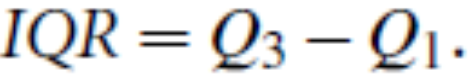 IQR = Q₃ − Q₁.